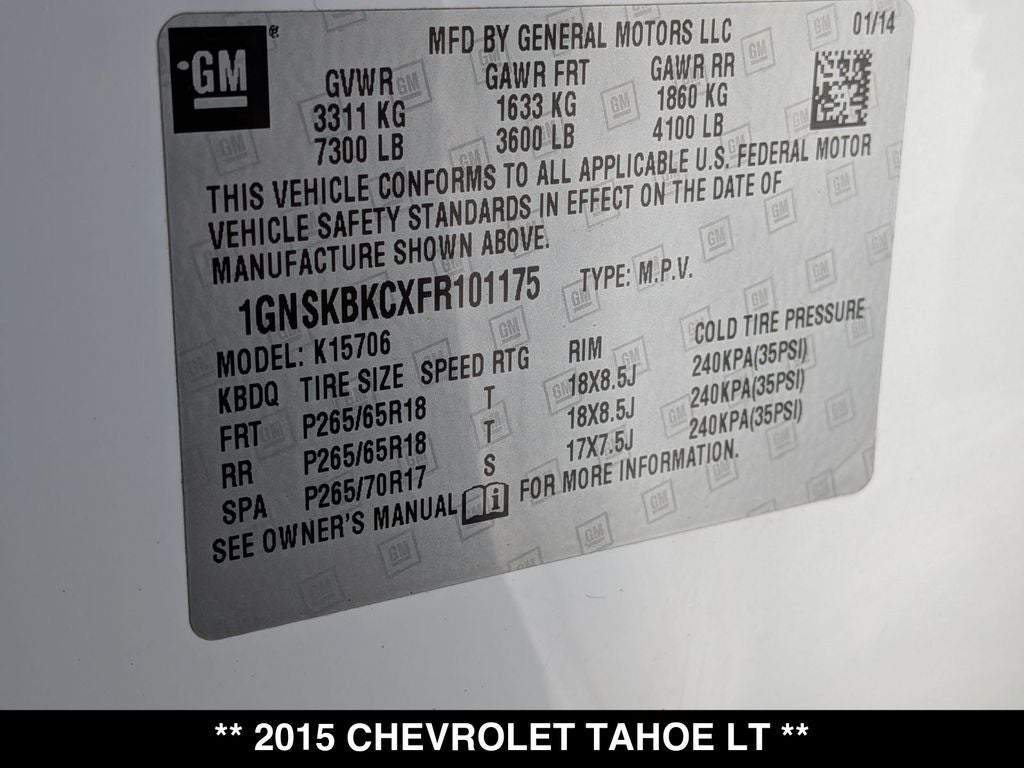 GM
MFD BY GENERAL MOTORS LLC 01/14
GVWR GAWR FRT GAWR RR
3311 KG 1633 KG 1860 KG
7300 LB 3600 LB 4100 LB
THIS VEHICLE CONFORMS TO ALL APPLICABLE U.S. FEDERAL MOTOR
VEHICLE SAFETY STANDARDS IN EFFECT ON THE DATE OF
MANUFACTURE SHOWN ABOVE.
1GNSKBKCXFR101175 TYPE: M.P.V.
MODEL: K15706
KBDQ TIRE SIZE SPEED RTG RIM COLD TIRE PRESSURE
FRT P265/65R18 T 18X8.5J 240KPA(35PSI)
RR P265/65R18 T 18X8.5J 240KPA(35PSI)
SPA P265/70R17 S 17X7.5J 240KPA(35PSI)
SEE OWNER'S MANUAL i FOR MORE INFORMATION.
** 2015 CHEVROLET TAHOE LT **